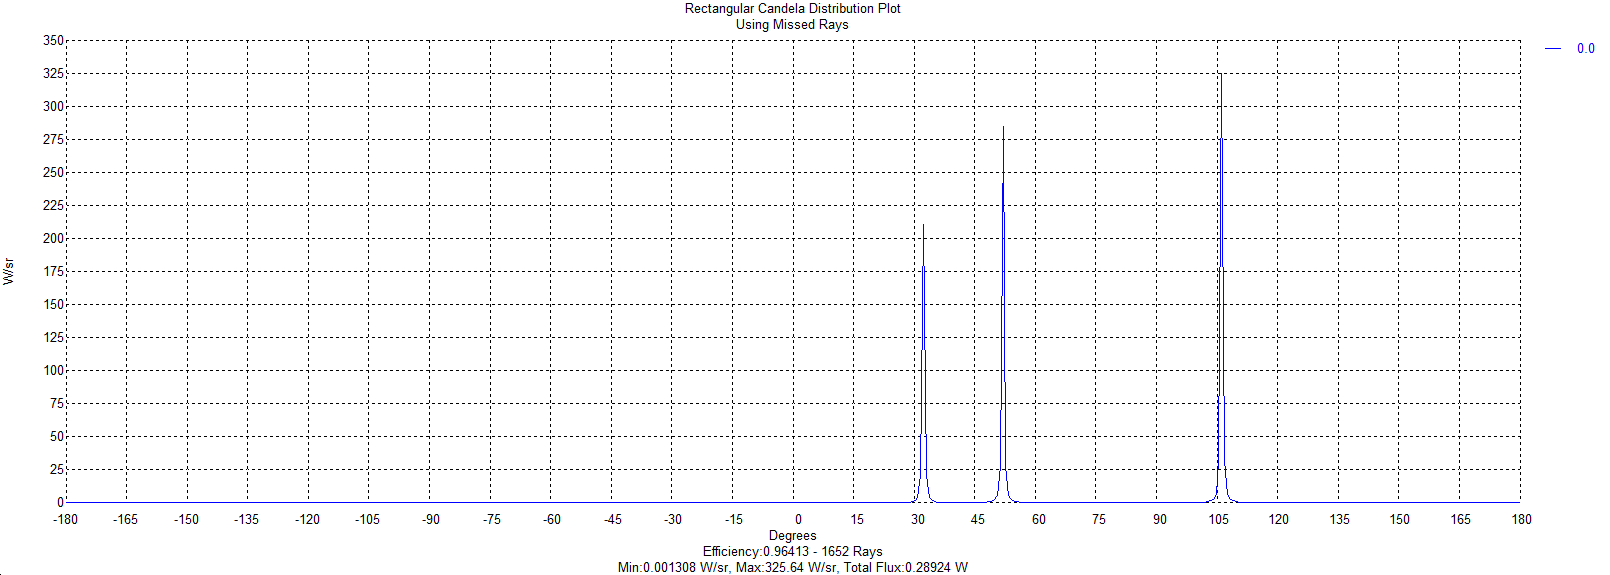 Rectangular Candela Distribution Plot
Using Missed Rays
350
325
300
275
250
225
200
175
150
125
100
75
50
25
0
W/sr
-180 -165 -150 -135 -120 -105 -90 -75 -60 -45 -30 -15 0 15 30 45 60 75 90 105 120 135 150 165 180
Degrees
Efficiency:0.96413 - 1652 Rays
Min:0.001308 W/sr, Max:325.64 W/sr, Total Flux:0.28924 W
0.0